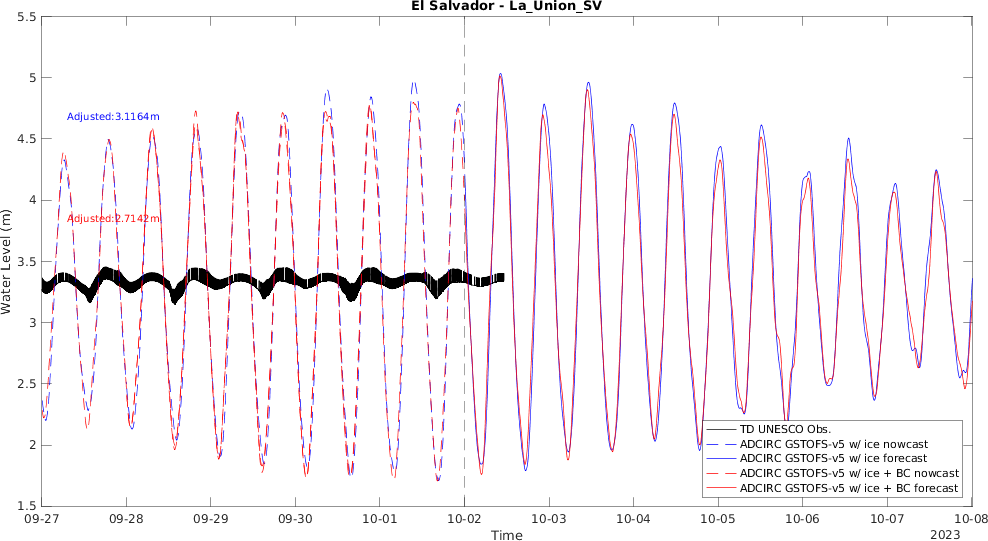 El Salvador - La_Union_SV
5.5
5
4.5
4
3.5
3
2.5
2
1.5
Water Level (m)
Adjusted:3.1164m
Adjusted:2.7142m
TD UNESCO Obs.
ADCIRC GSTOFS-v5 w/ ice nowcast
ADCIRC GSTOFS-v5 w/ ice forecast
ADCIRC GSTOFS-v5 w/ ice + BC nowcast
ADCIRC GSTOFS-v5 w/ ice + BC forecast
09-27 09-28 09-29 09-30 10-01 10-02 10-03 10-04 10-05 10-06 10-07 10-08
Time
2023